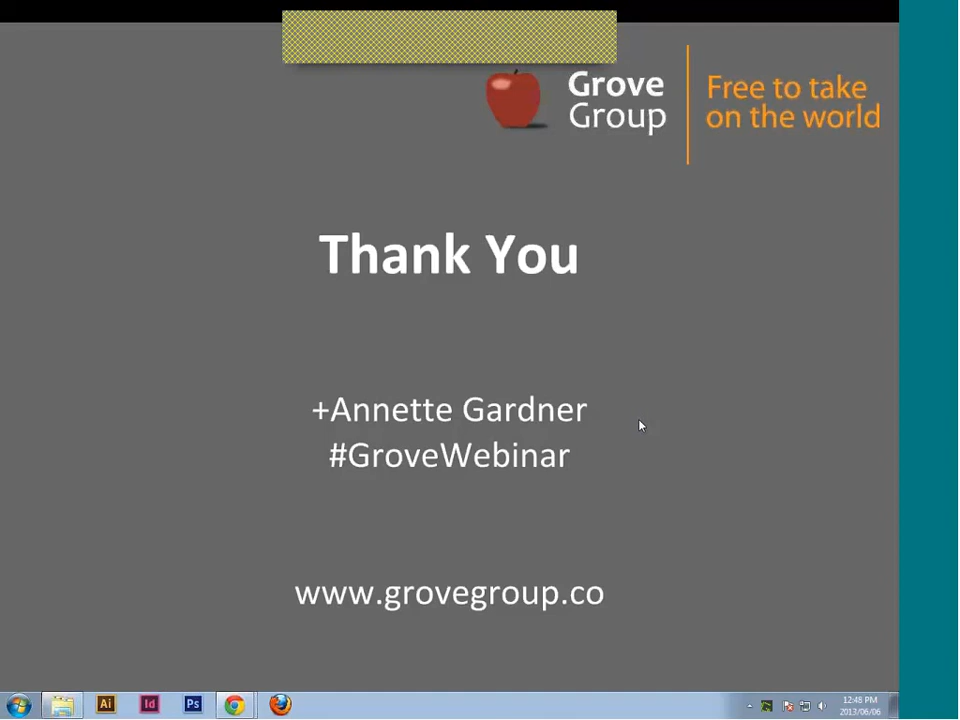 Grove
Group
Free to take
on the world
Thank You
+Annette Gardner
#GroveWebinar
www.grovegroup.co
Ai
Id
Ps
12:48 PM
2013/06/06